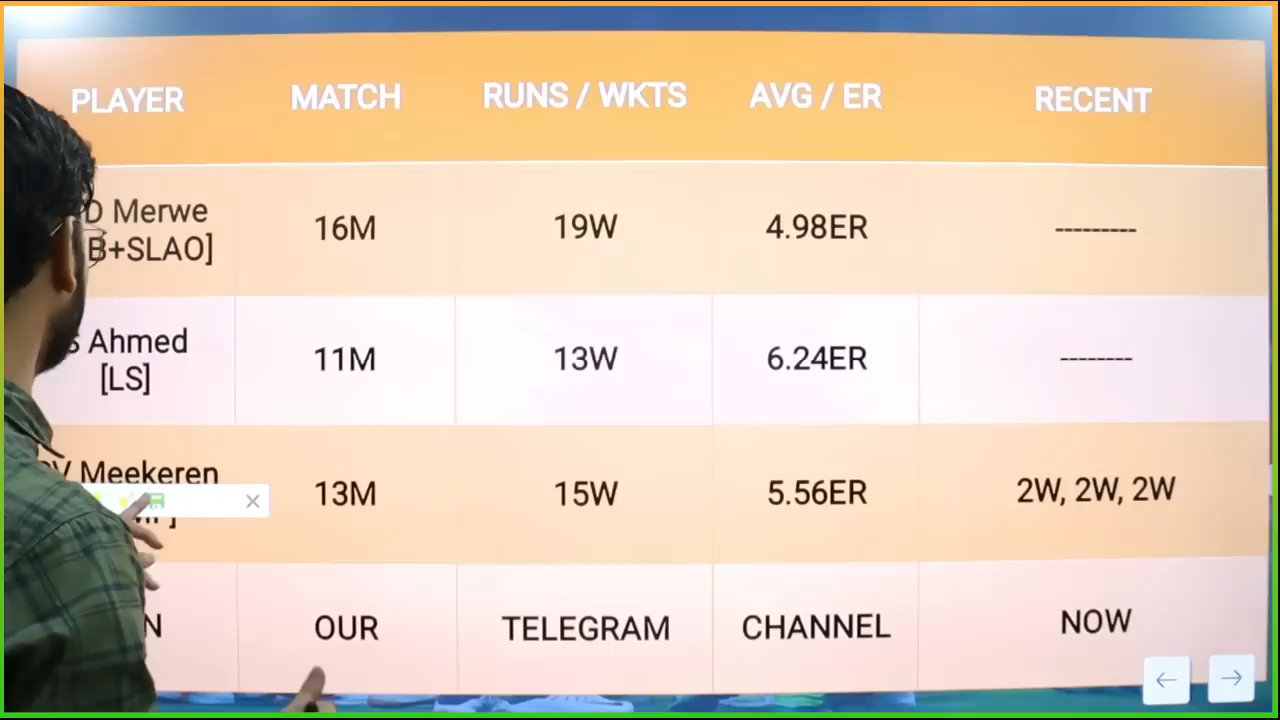 PLAYER MATCH RUNS / WKTS AVG / ER RECENT
D Merwe
B+SLAO] 16M 19W 4.98ER ---------
Ahmed
[LS] 11M 13W 6.24ER --------
Meekeren
13M 15W 5.56ER 2W, 2W, 2W
OUR TELEGRAM CHANNEL NOW